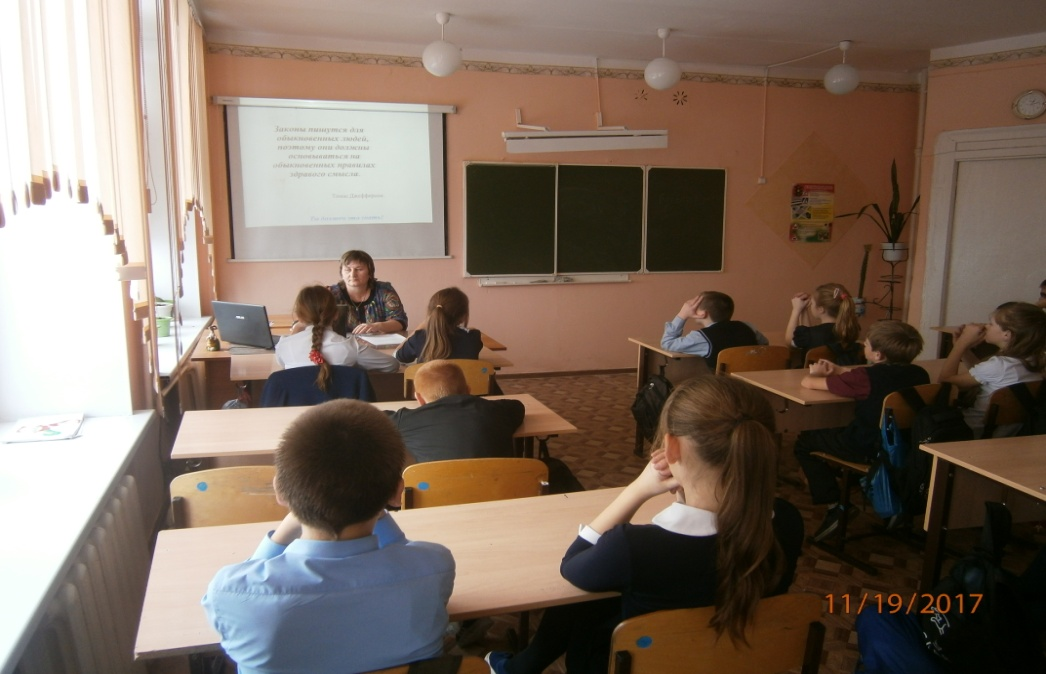 Законы пишутся для
обыкновенных людей,
поэтому они должны
основываться на
обыкновенных правилах
здравого смысла.
Томас Джефферсон
ASUS
11/19/2017